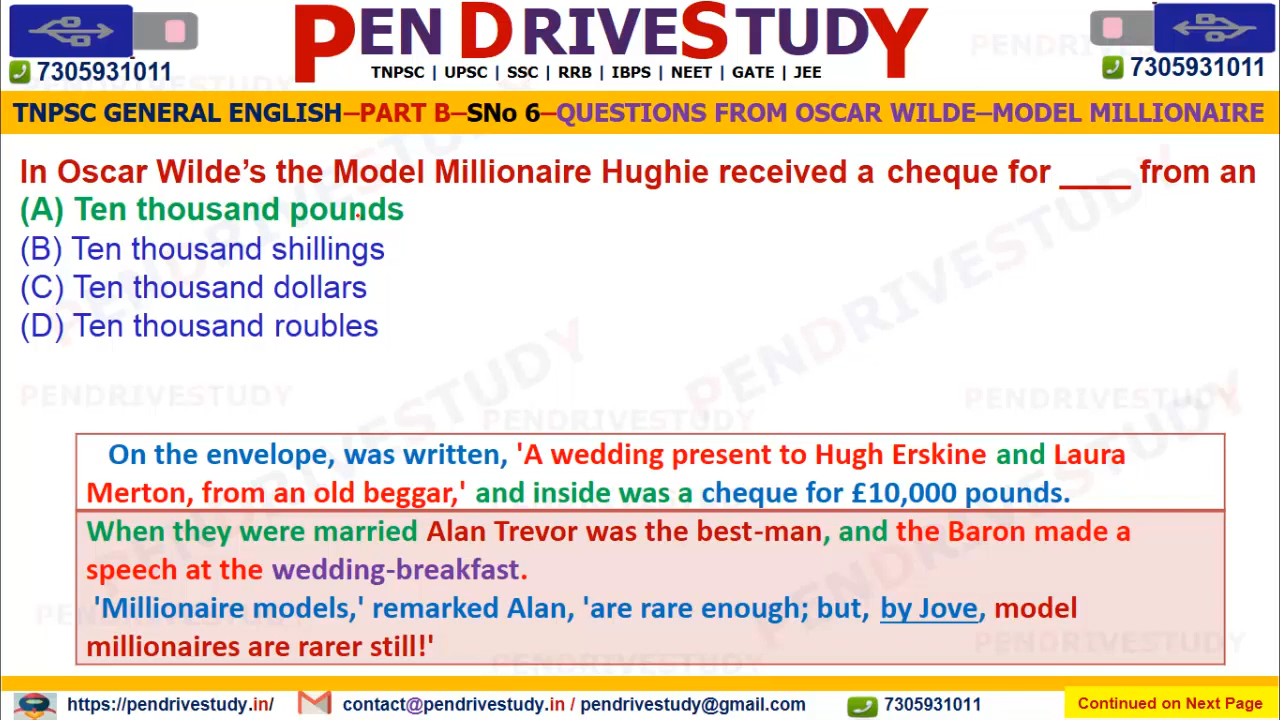 PEN DRIVESTUDY
7305931011
TNPSC | UPSC | SSC | RRB | IBPS | NEET | GATE | JEE
7305931011
TNPSC GENERAL ENGLISH–PART B–SNo 6–QUESTIONS FROM OSCAR WILDE–MODEL MILLIONAIRE
In Oscar Wilde’s the Model Millionaire Hughie received a cheque for ____ from an
(A) Ten thousand pounds
(B) Ten thousand shillings
(C) Ten thousand dollars
(D) Ten thousand roubles
PENDRIVESTUDY
On the envelope, was written, 'A wedding present to Hugh Erskine and Laura
Merton, from an old beggar,' and inside was a cheque for £10,000 pounds.
When they were married Alan Trevor was the best-man, and the Baron made a
speech at the wedding-breakfast.
'Millionaire models,' remarked Alan, 'are rare enough; but, by Jove, model
millionaires are rarer still!'
https://pendrivestudy.in/ contact@pendrivestudy.in / pendrivestudy@gmail.com 7305931011 Continued on Next Page